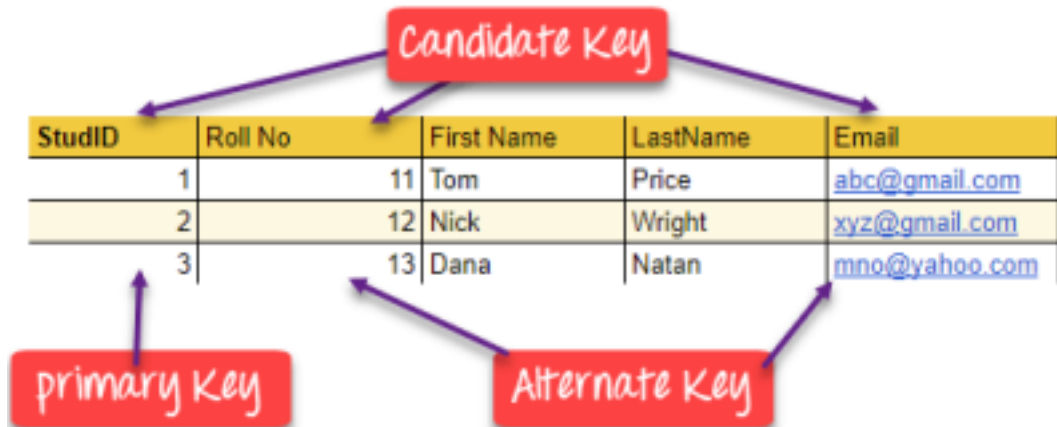 Candidate Key
StudID Roll No First Name LastName Email
1 11 Tom Price abc@gmail.com
2 12 Nick Wright xyz@gmail.com
3 13 Dana Natan mno@yahoo.com
primary Key Alternate Key